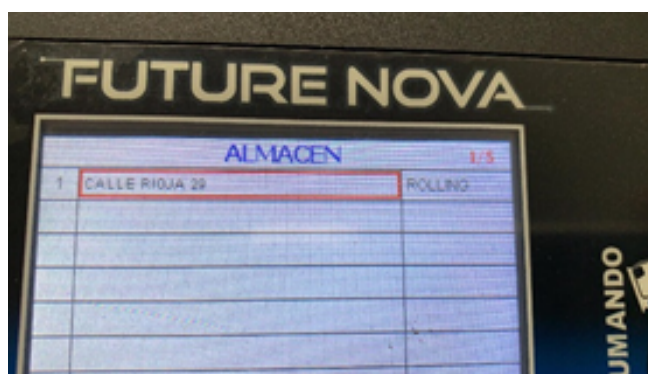 FUTURE NOVA
ALMACEN 1/5
1 CALLE RIOJA 29 ROLLING
UMANDO